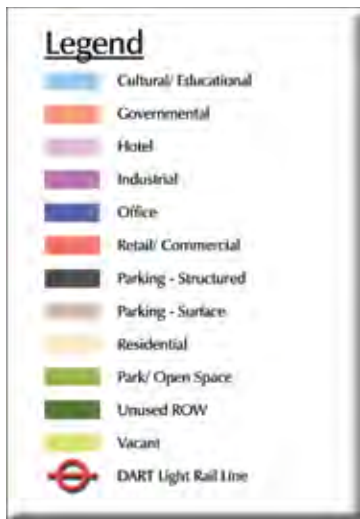 Legend
Cultural/ Educational
Governmental
Hotel
Industrial
Office
Retail/ Commercial
Parking - Structured
Parking - Surface
Residential
Park/ Open Space
Unused ROW
Vacant
DART Light Rail Line